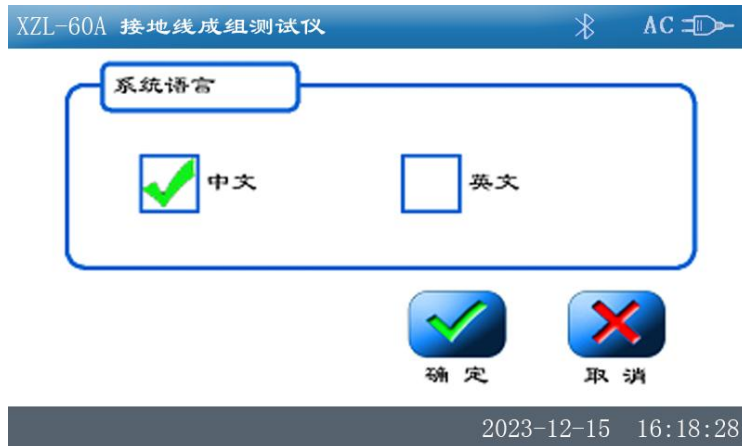 XZL-60A 接地线成组测试仪 AC
系统语言
中文 英文
确 定 取 消
2023-12-15 16:18:28